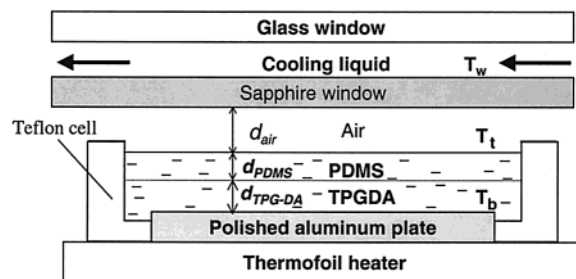 Glass window
Cooling liquid T_w
Sapphire window
Teflon cell
d_air Air T_t
d_PDMS PDMS
d_TPG-DA TPGDA T_b
Polished aluminum plate
Thermofoil heater